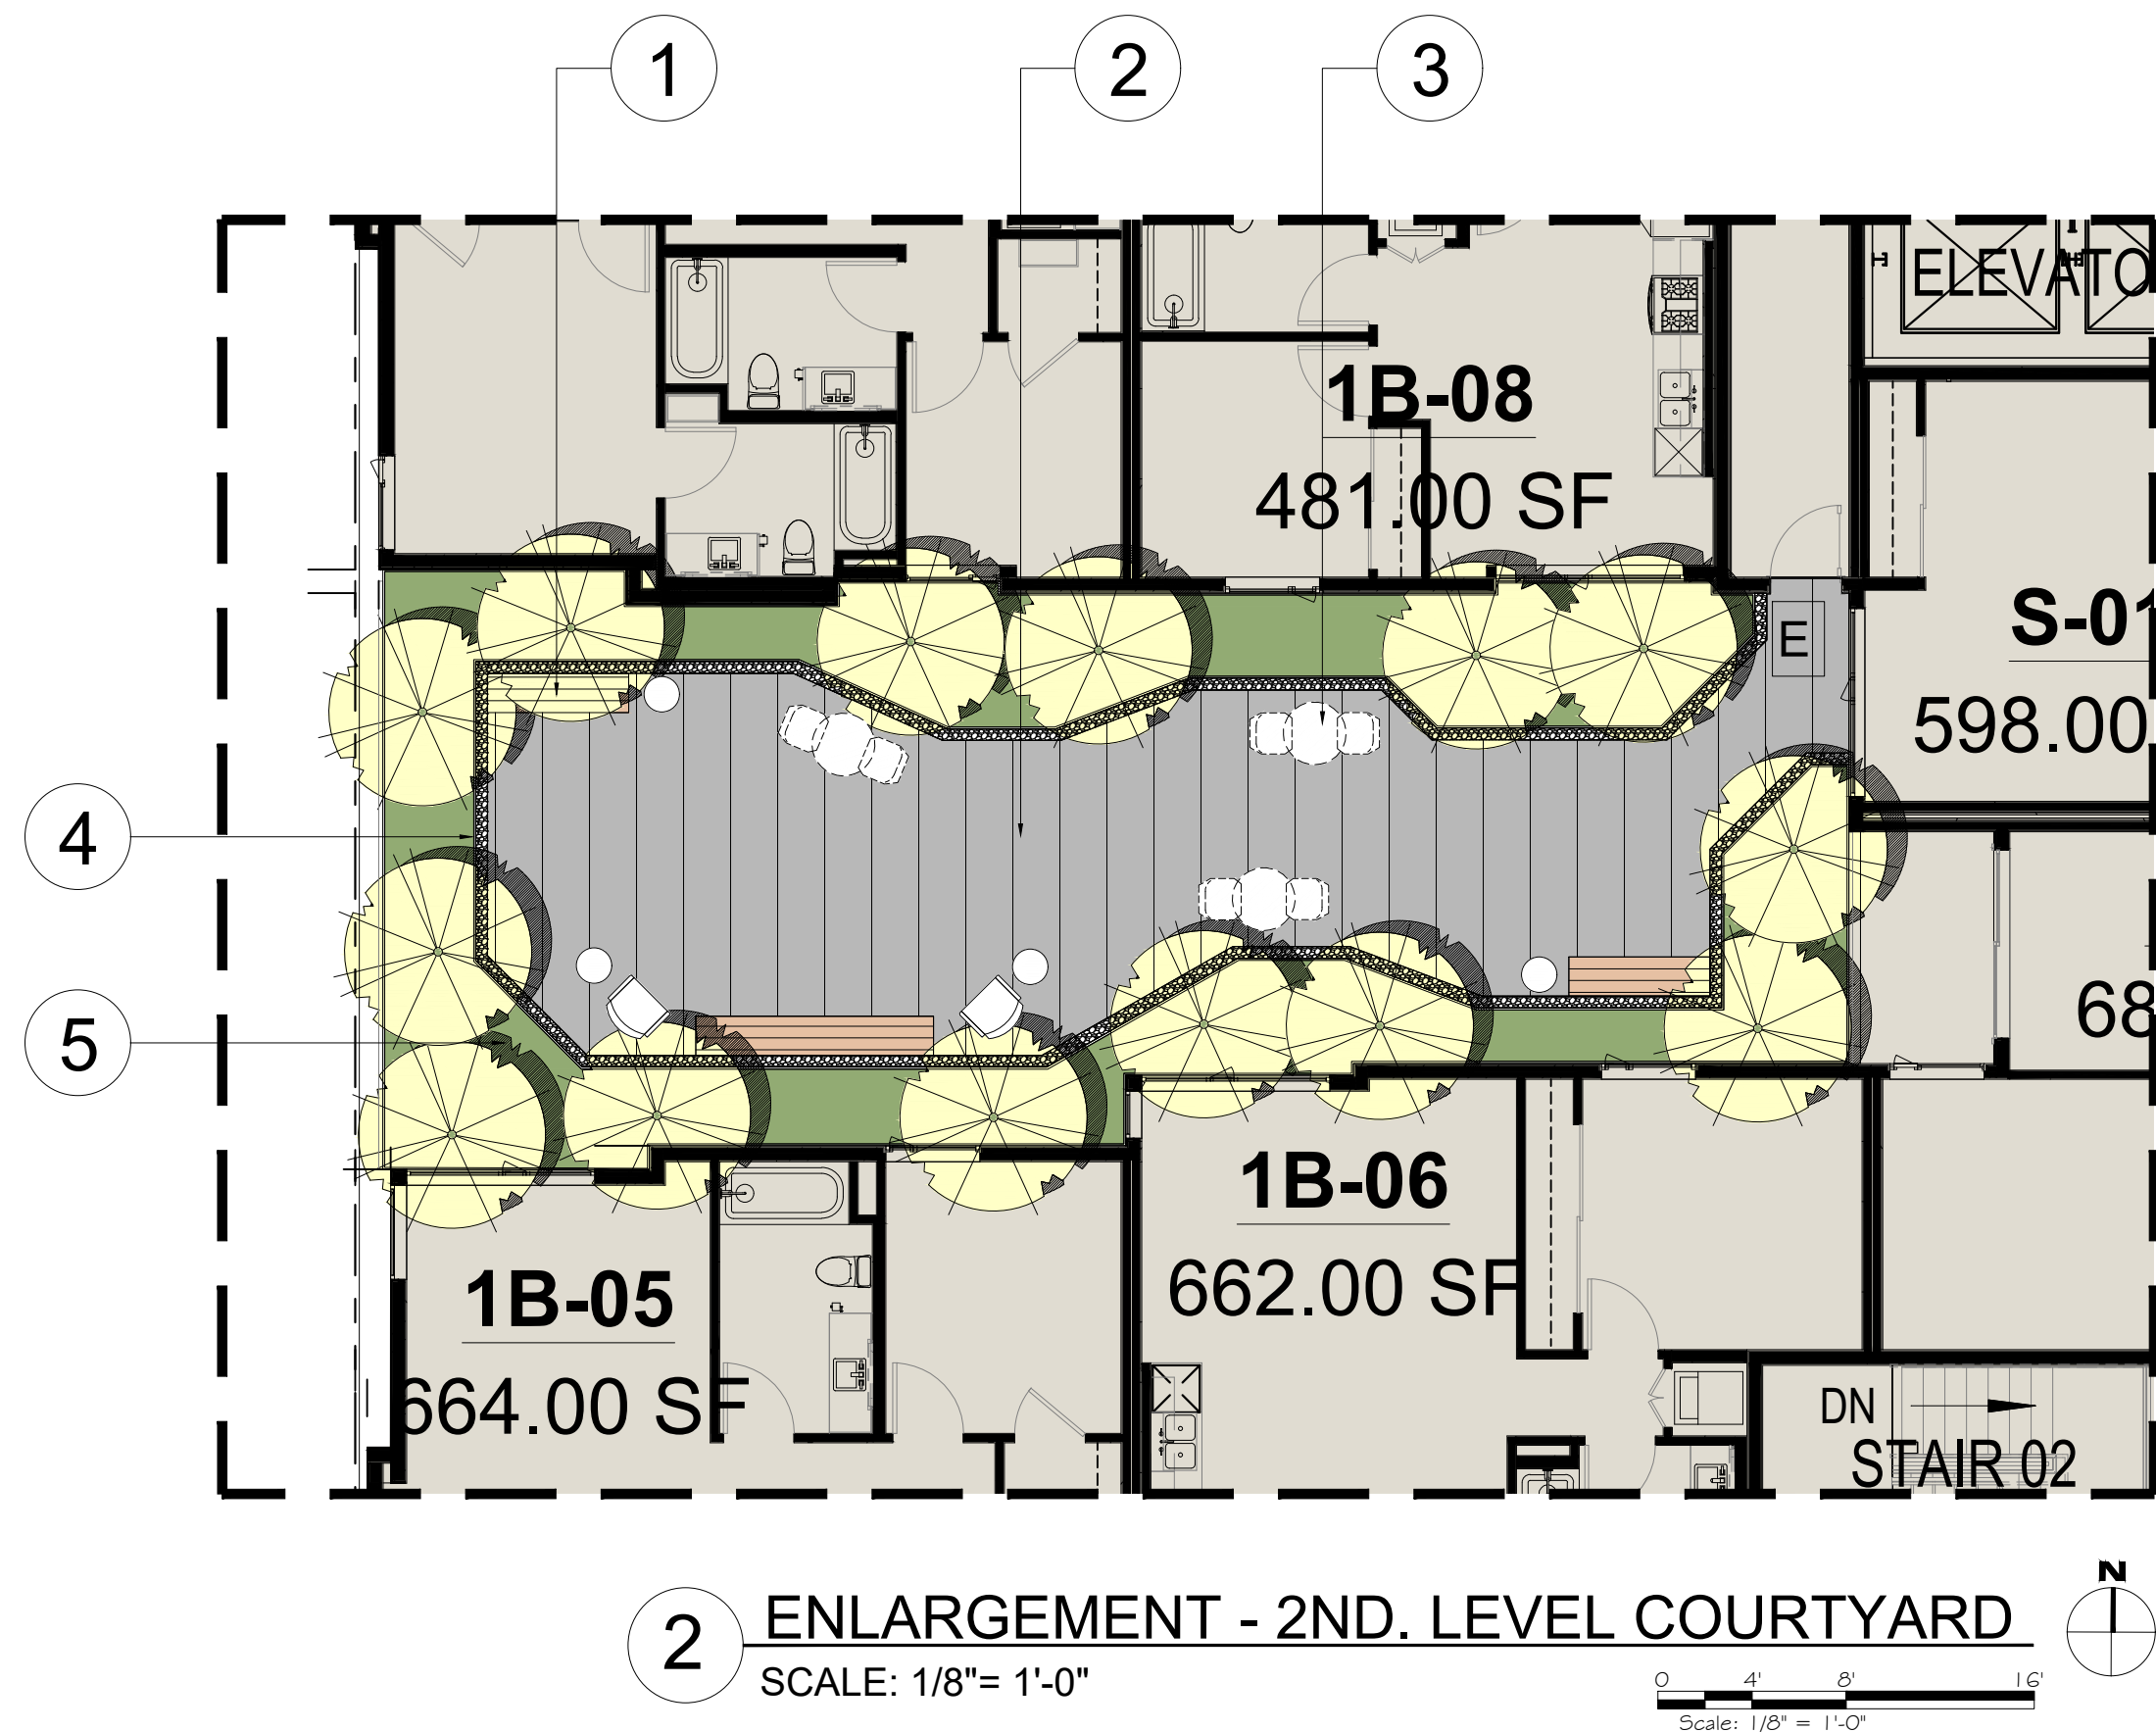 1
2
3
ELEVATO
1B-08
481.00 SF
S-01
598.00
E
4
5
68
1B-06
662.00 SF
1B-05
664.00 SF
DN
STAIR 02
N
2
ENLARGEMENT - 2ND. LEVEL COURTYARD
SCALE: 1/8"= 1'-0"
0 4' 8' 16'
Scale: 1/8" = 1'-0"